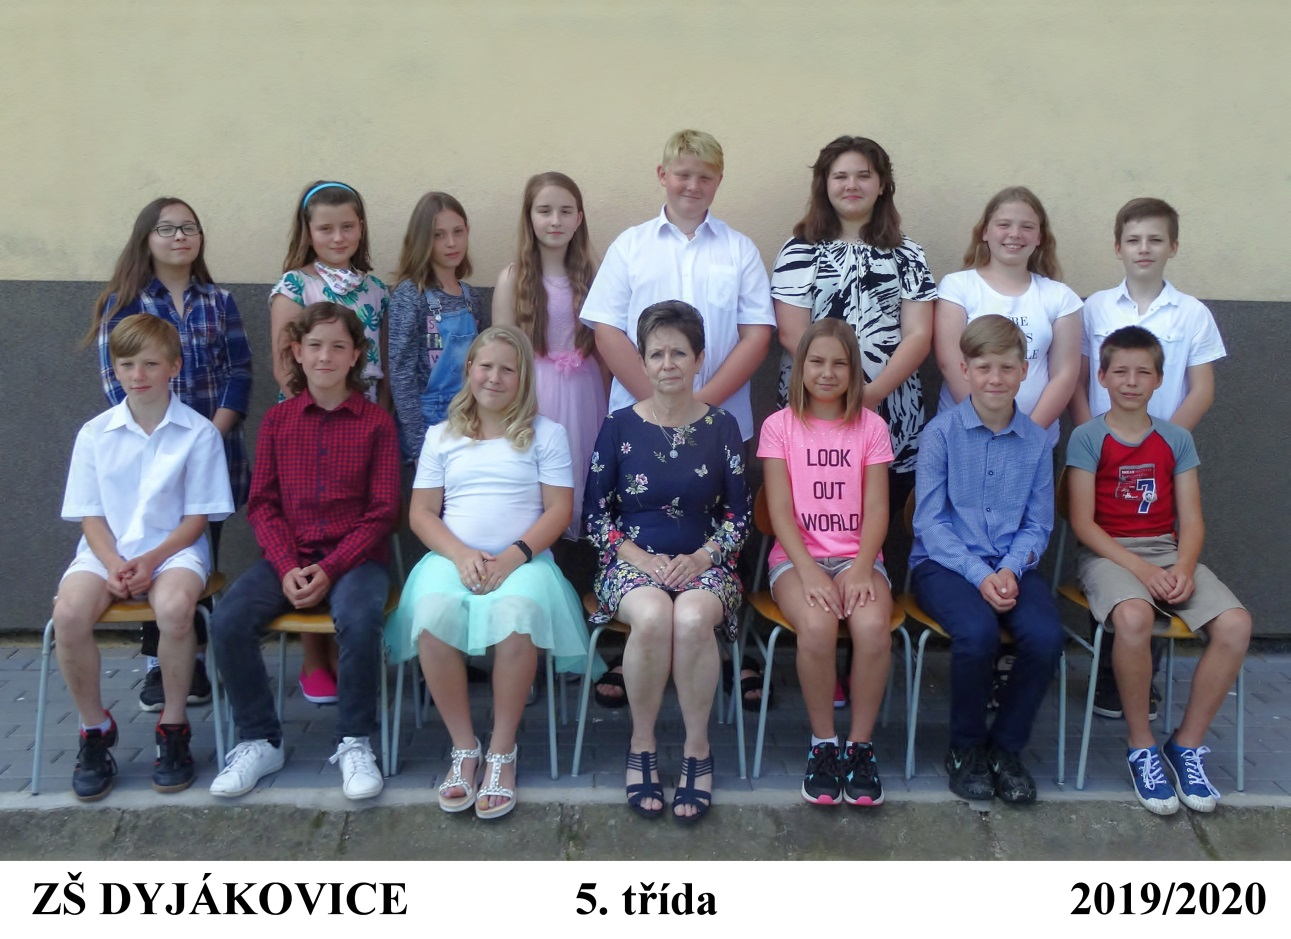 LOOK
OUT
WORLD
7
ZŠ DYJÁKOVICE 5. třída 2019/2020